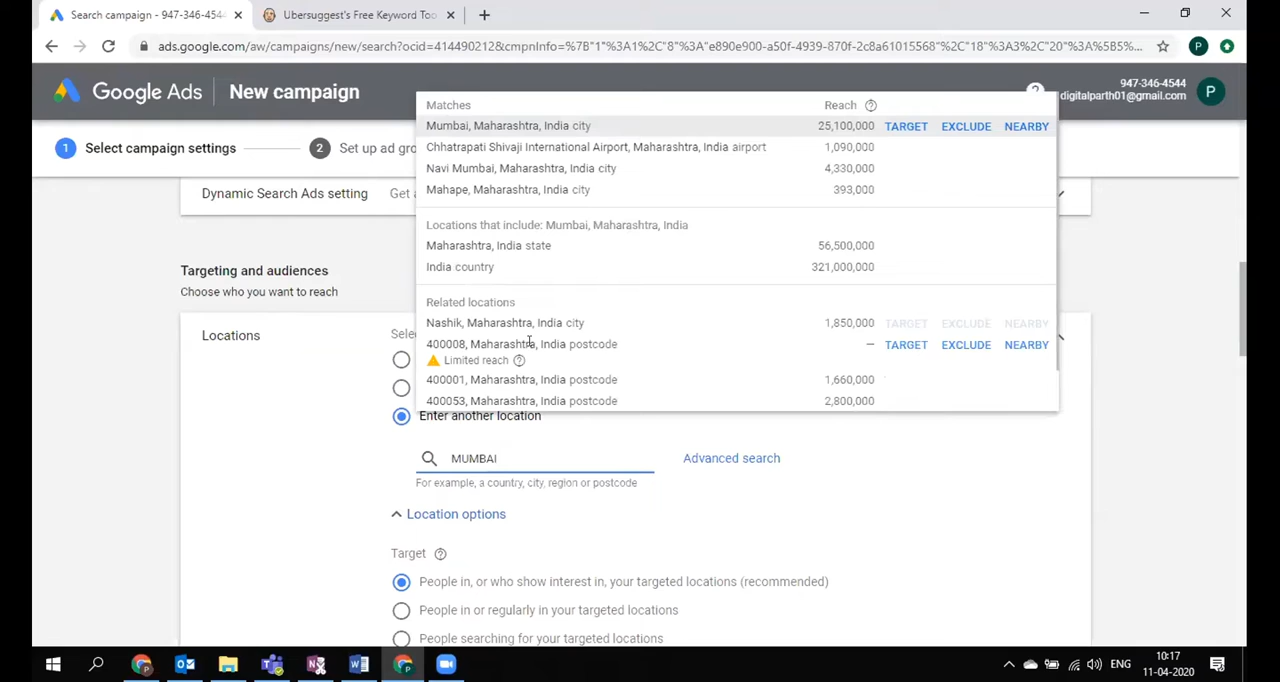 Search campaign - 947-346-4544
Ubersuggest's Free Keyword Too
ads.google.com/aw/campaigns/new/search?ocid=414490212&cmpnInfo=%7B"1"%3A1%2C"8"%3A"e890e900-a50f-4939-870f-2c8a61015568"%2C"18"%3A3%2C"20"%3A%5B5%...
P
Google Ads
New campaign
?
947-346-4544
digitalparth01@gmail.com
P
1 Select campaign settings
2 Set up ad gro
Dynamic Search Ads setting
Get a
Targeting and audiences
Choose who you want to reach
Locations
Selec
Matches Reach ?
Mumbai, Maharashtra, India city 25,100,000 TARGET EXCLUDE NEARBY
Chhatrapati Shivaji International Airport, Maharashtra, India airport 1,090,000
Navi Mumbai, Maharashtra, India city 4,330,000
Mahape, Maharashtra, India city 393,000
Locations that include: Mumbai, Maharashtra, India
Maharashtra, India state 56,500,000
India country 321,000,000
Related locations
Nashik, Maharashtra, India city 1,850,000 TARGET EXCLUDE NEARBY
400008, Maharashtra, India postcode – TARGET EXCLUDE NEARBY
Limited reach ?
400001, Maharashtra, India postcode 1,660,000
400053, Maharashtra, India postcode 2,800,000
Enter another location
MUMBAI
Advanced search
For example, a country, city, region or postcode
Location options
Target ?
People in, or who show interest in, your targeted locations (recommended)
People in or regularly in your targeted locations
People searching for your targeted locations
ENG
10:17
11-04-2020